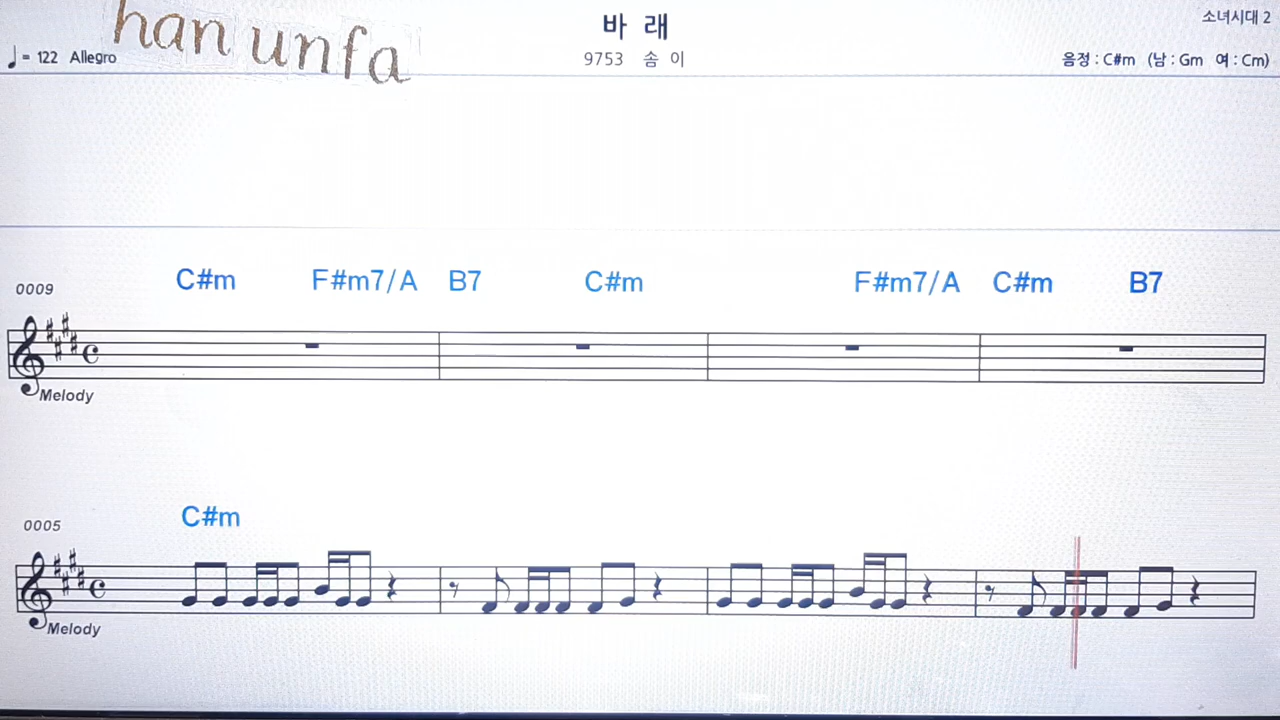 han unfa
바 래
소녀시대 2
♩= 122 Allegro
9753 솜 이
음정 : C#m (남 : Gm 여 : Cm)
C#m F#m7/A B7 C#m F#m7/A C#m B7
0009
Melody
C#m
0005
Melody